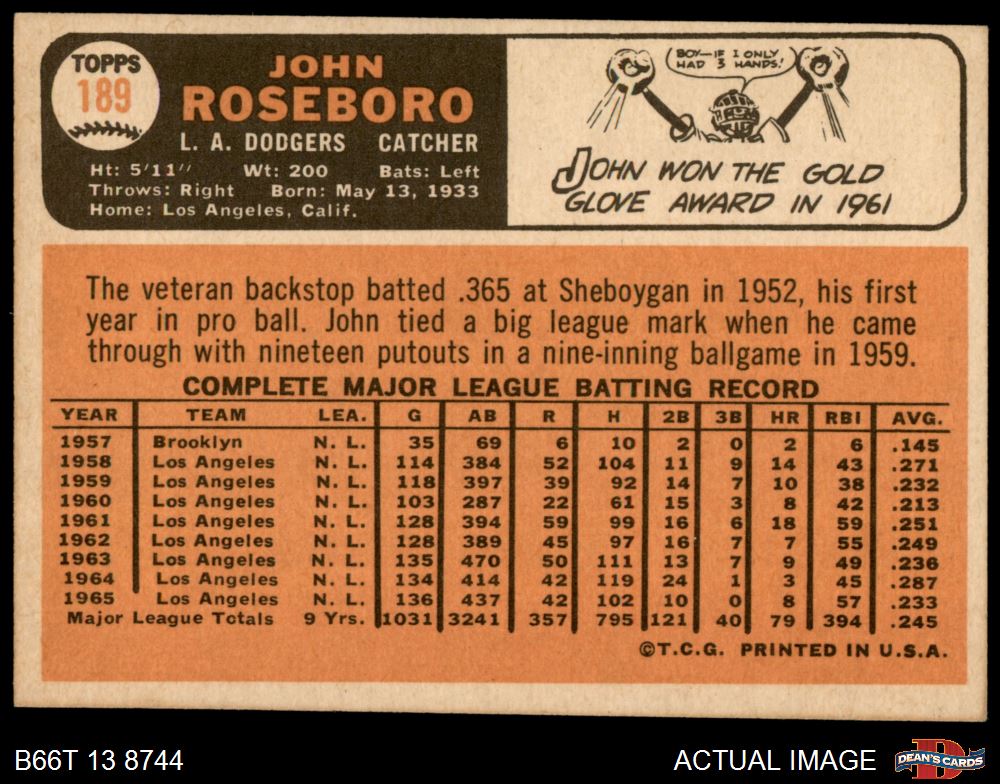 TOPPS
189
JOHN
ROSEBORO
L. A. DODGERS CATCHER
Ht: 5'11" Wt: 200 Bats: Left
Throws: Right Born: May 13, 1933
Home: Los Angeles, Calif.
BOY—IF I ONLY
HAD 3 HANDS!
JOHN WON THE GOLD
GLOVE AWARD IN 1961
The veteran backstop batted .365 at Sheboygan in 1952, his first
year in pro ball. John tied a big league mark when he came
through with nineteen putouts in a nine-inning ballgame in 1959.
COMPLETE MAJOR LEAGUE BATTING RECORD
YEAR TEAM LEA. G AB R H 2B 3B HR RBI AVG.
1957 Brooklyn N. L. 35 69 6 10 2 0 2 6 .145
1958 Los Angeles N. L. 114 384 52 104 11 9 14 43 .271
1959 Los Angeles N. L. 118 397 39 92 14 7 10 38 .232
1960 Los Angeles N. L. 103 287 22 61 15 3 8 42 .213
1961 Los Angeles N. L. 128 394 59 99 16 6 18 59 .251
1962 Los Angeles N. L. 128 389 45 97 16 7 7 55 .249
1963 Los Angeles N. L. 135 470 50 111 13 7 9 49 .236
1964 Los Angeles N. L. 134 414 42 119 24 1 3 45 .287
1965 Los Angeles N. L. 136 437 42 102 10 0 8 57 .233
Major League Totals 9 Yrs. 1031 3241 357 795 121 40 79 394 .245
©T.C.G. PRINTED IN U.S.A.
B66T 13 8744
ACTUAL IMAGE
DEAN'S CARDS